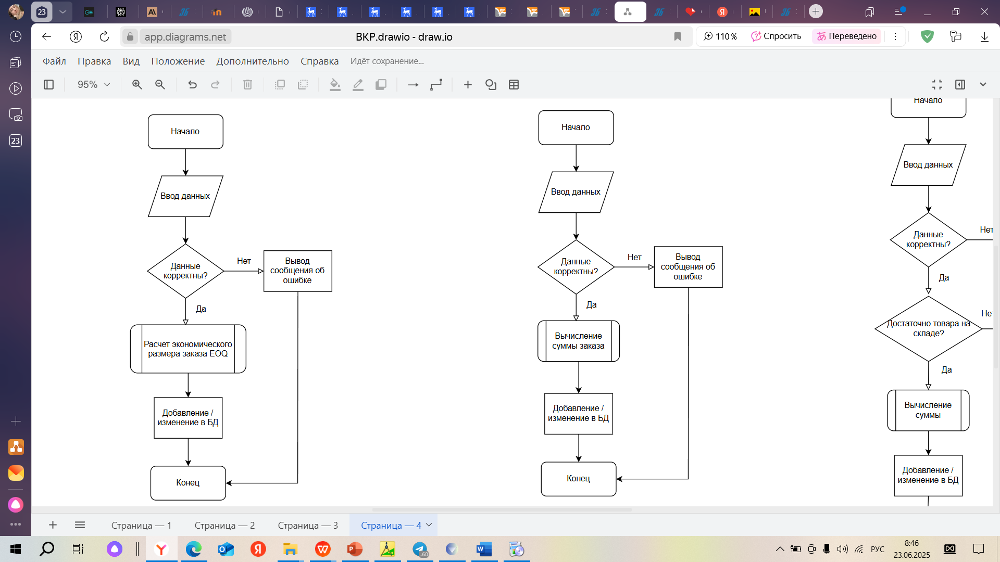 23
app.diagrams.net
BKP.drawio - draw.io
110 %
Спросить
Переведено
Файл
Правка
Вид
Положение
Дополнительно
Справка
Идёт сохранение...
95%
23
Начало
Ввод данных
Данные
корректны?
Нет
Вывод
сообщения об
ошибке
Да
Расчет экономического
размера заказа EOQ
Добавление /
изменение в БД
Конец
Начало
Ввод данных
Данные
корректны?
Нет
Вывод
сообщения об
ошибке
Да
Вычисление
суммы заказа
Добавление /
изменение в БД
Конец
Начало
Ввод данных
Данные
корректны?
Нет
Да
Достаточно товара на
складе?
Нет
Да
Вычисление
суммы
Добавление /
изменение в БД
Страница — 1
Страница — 2
Страница — 3
Страница — 4
РУС
8:46
23.06.2025